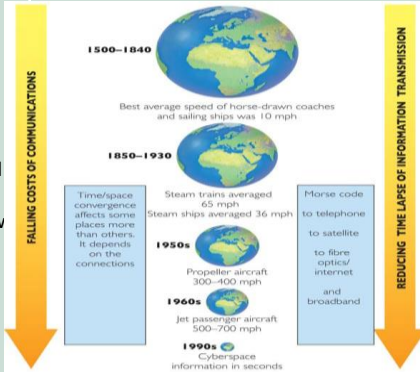 FALLING COSTS OF COMMUNICATIONS
1500–1840
Best average speed of horse-drawn coaches
and sailing ships was 10 mph
1850–1930
Steam trains averaged
65 mph
Steam ships averaged 36 mph
Time/space
convergence
affects some
places more
than others.
It depends
on the
connections
Morse code
to telephone
to satellite
to fibre
optics/
internet
and
broadband
1950s
Propeller aircraft
300–400 mph
1960s
Jet passenger aircraft
500–700 mph
1990s
Cyberspace
information in seconds
REDUCING TIME LAPSE OF INFORMATION TRANSMISSION